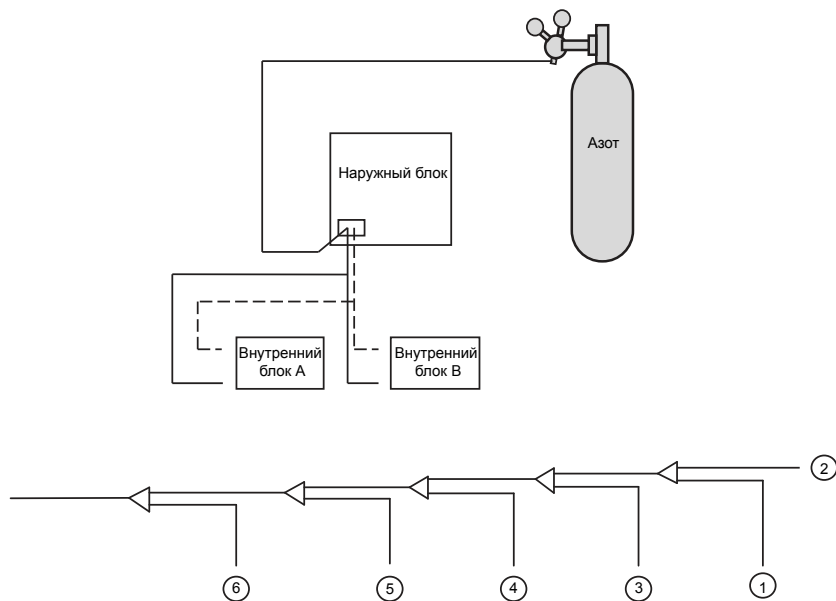 Азот
Наружный блок
Внутренний
блок А
Внутренний
блок В
2
6
5
4
3
1